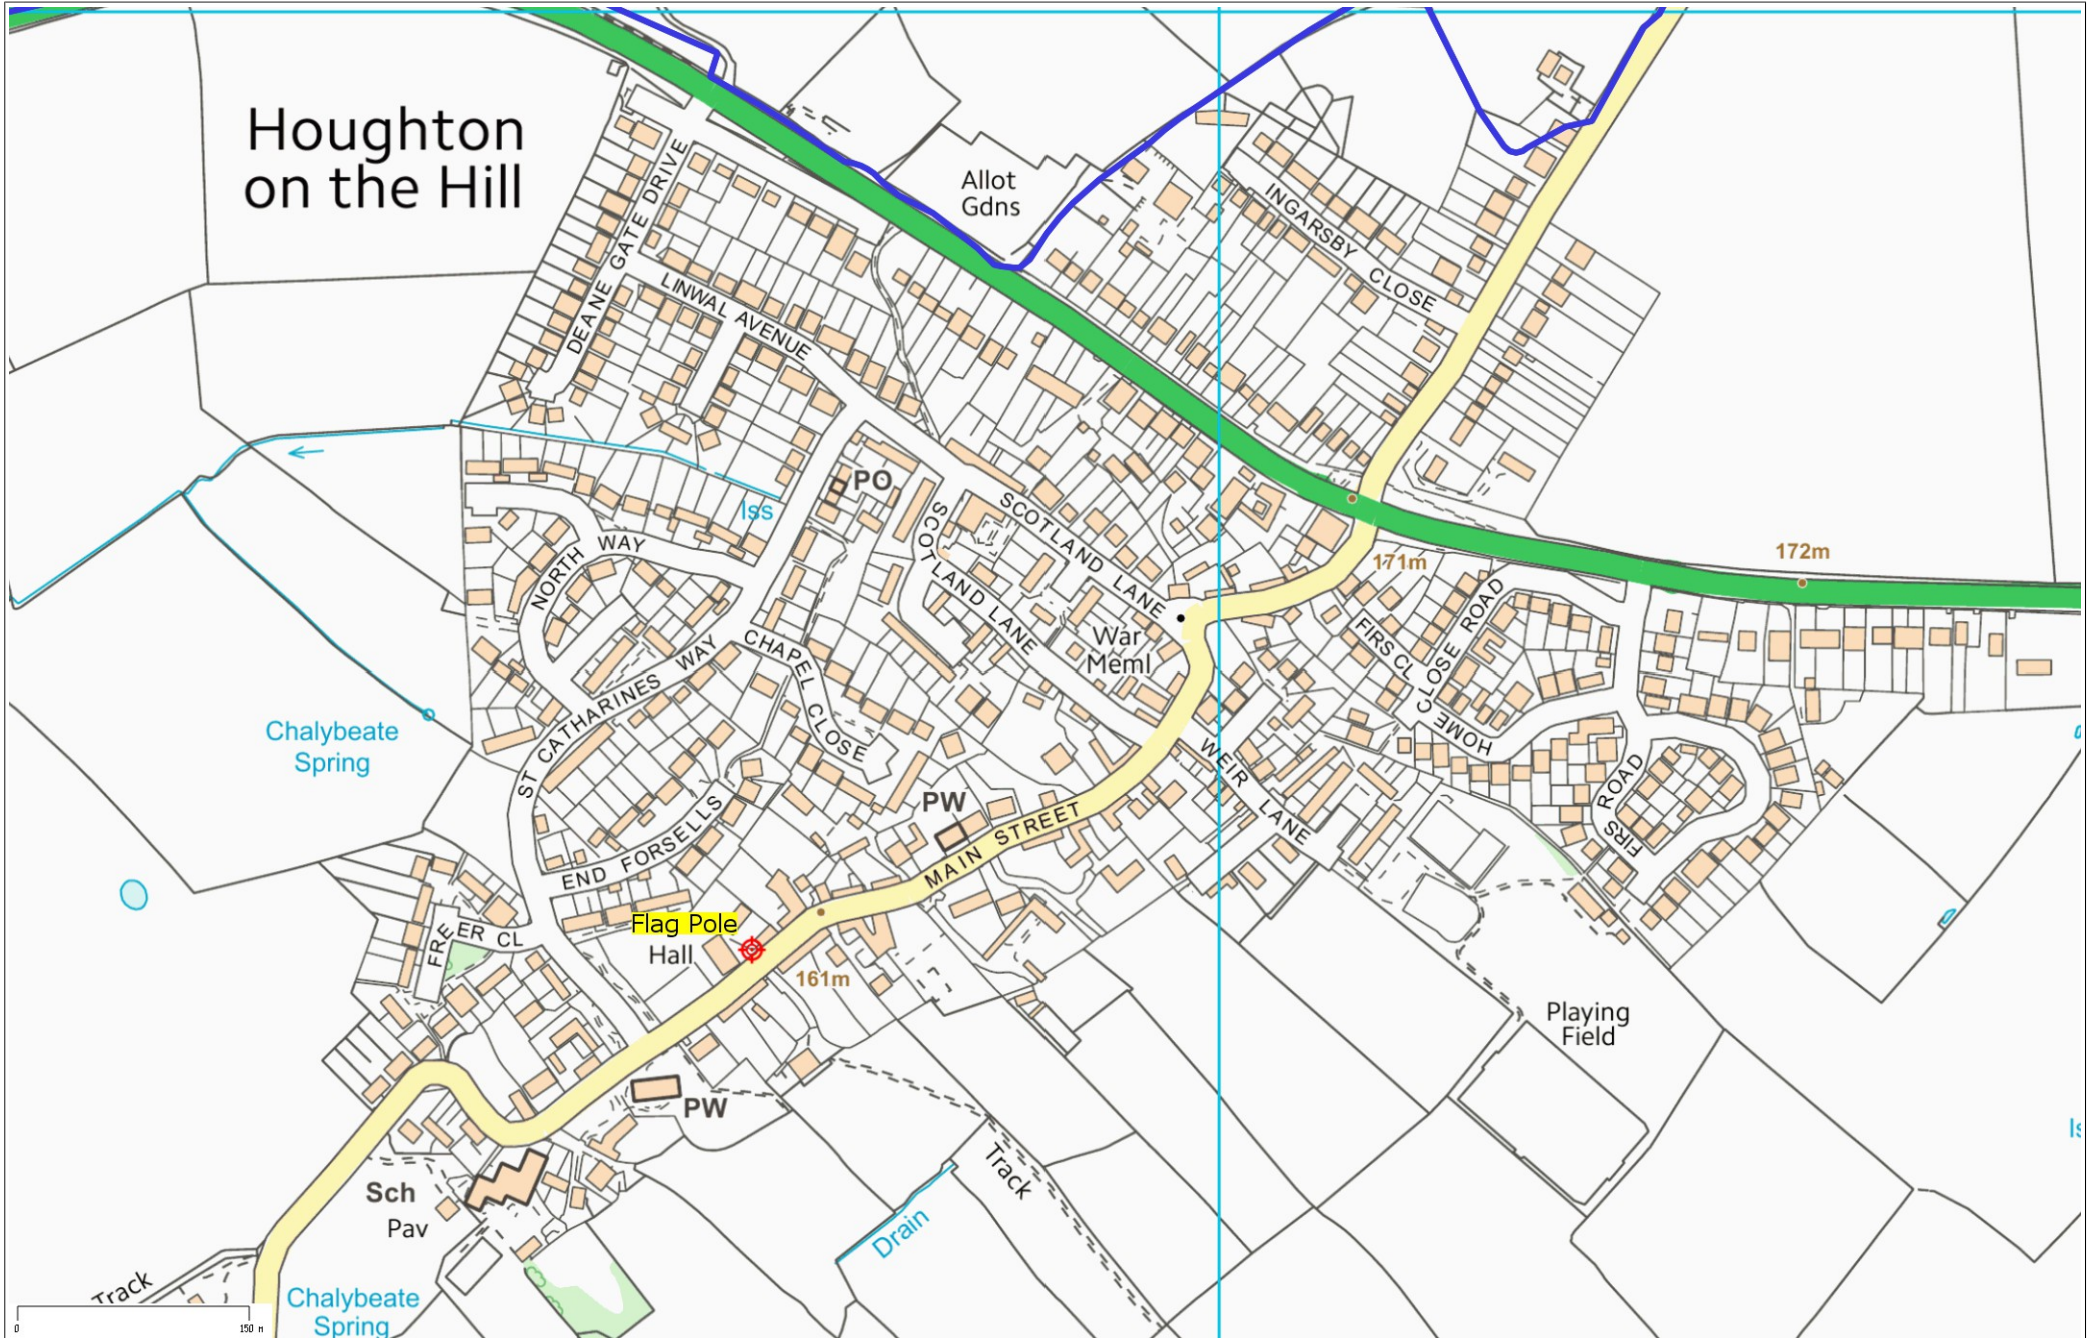 Houghton
on the Hill
Allot
Gdns
DEANE GATE DRIVE
INGARSBY CLOSE
LINWAL AVENUE
PO
Iss
SCOTLAND LANE
SCOTLAND LANE
NORTH WAY
171m
172m
War
Meml
FIRS CL
HOME CLOSE ROAD
ST CATHARINES WAY
CHAPEL CLOSE
Chalybeate
Spring
WEIR LANE
FIRS ROAD
PW
MAIN STREET
END FORSELLS
Flag Pole
Hall
FREER CL
161m
Playing
Field
PW
Track
Sch
Pav
Drain
Track
Chalybeate
Spring
0
150 M